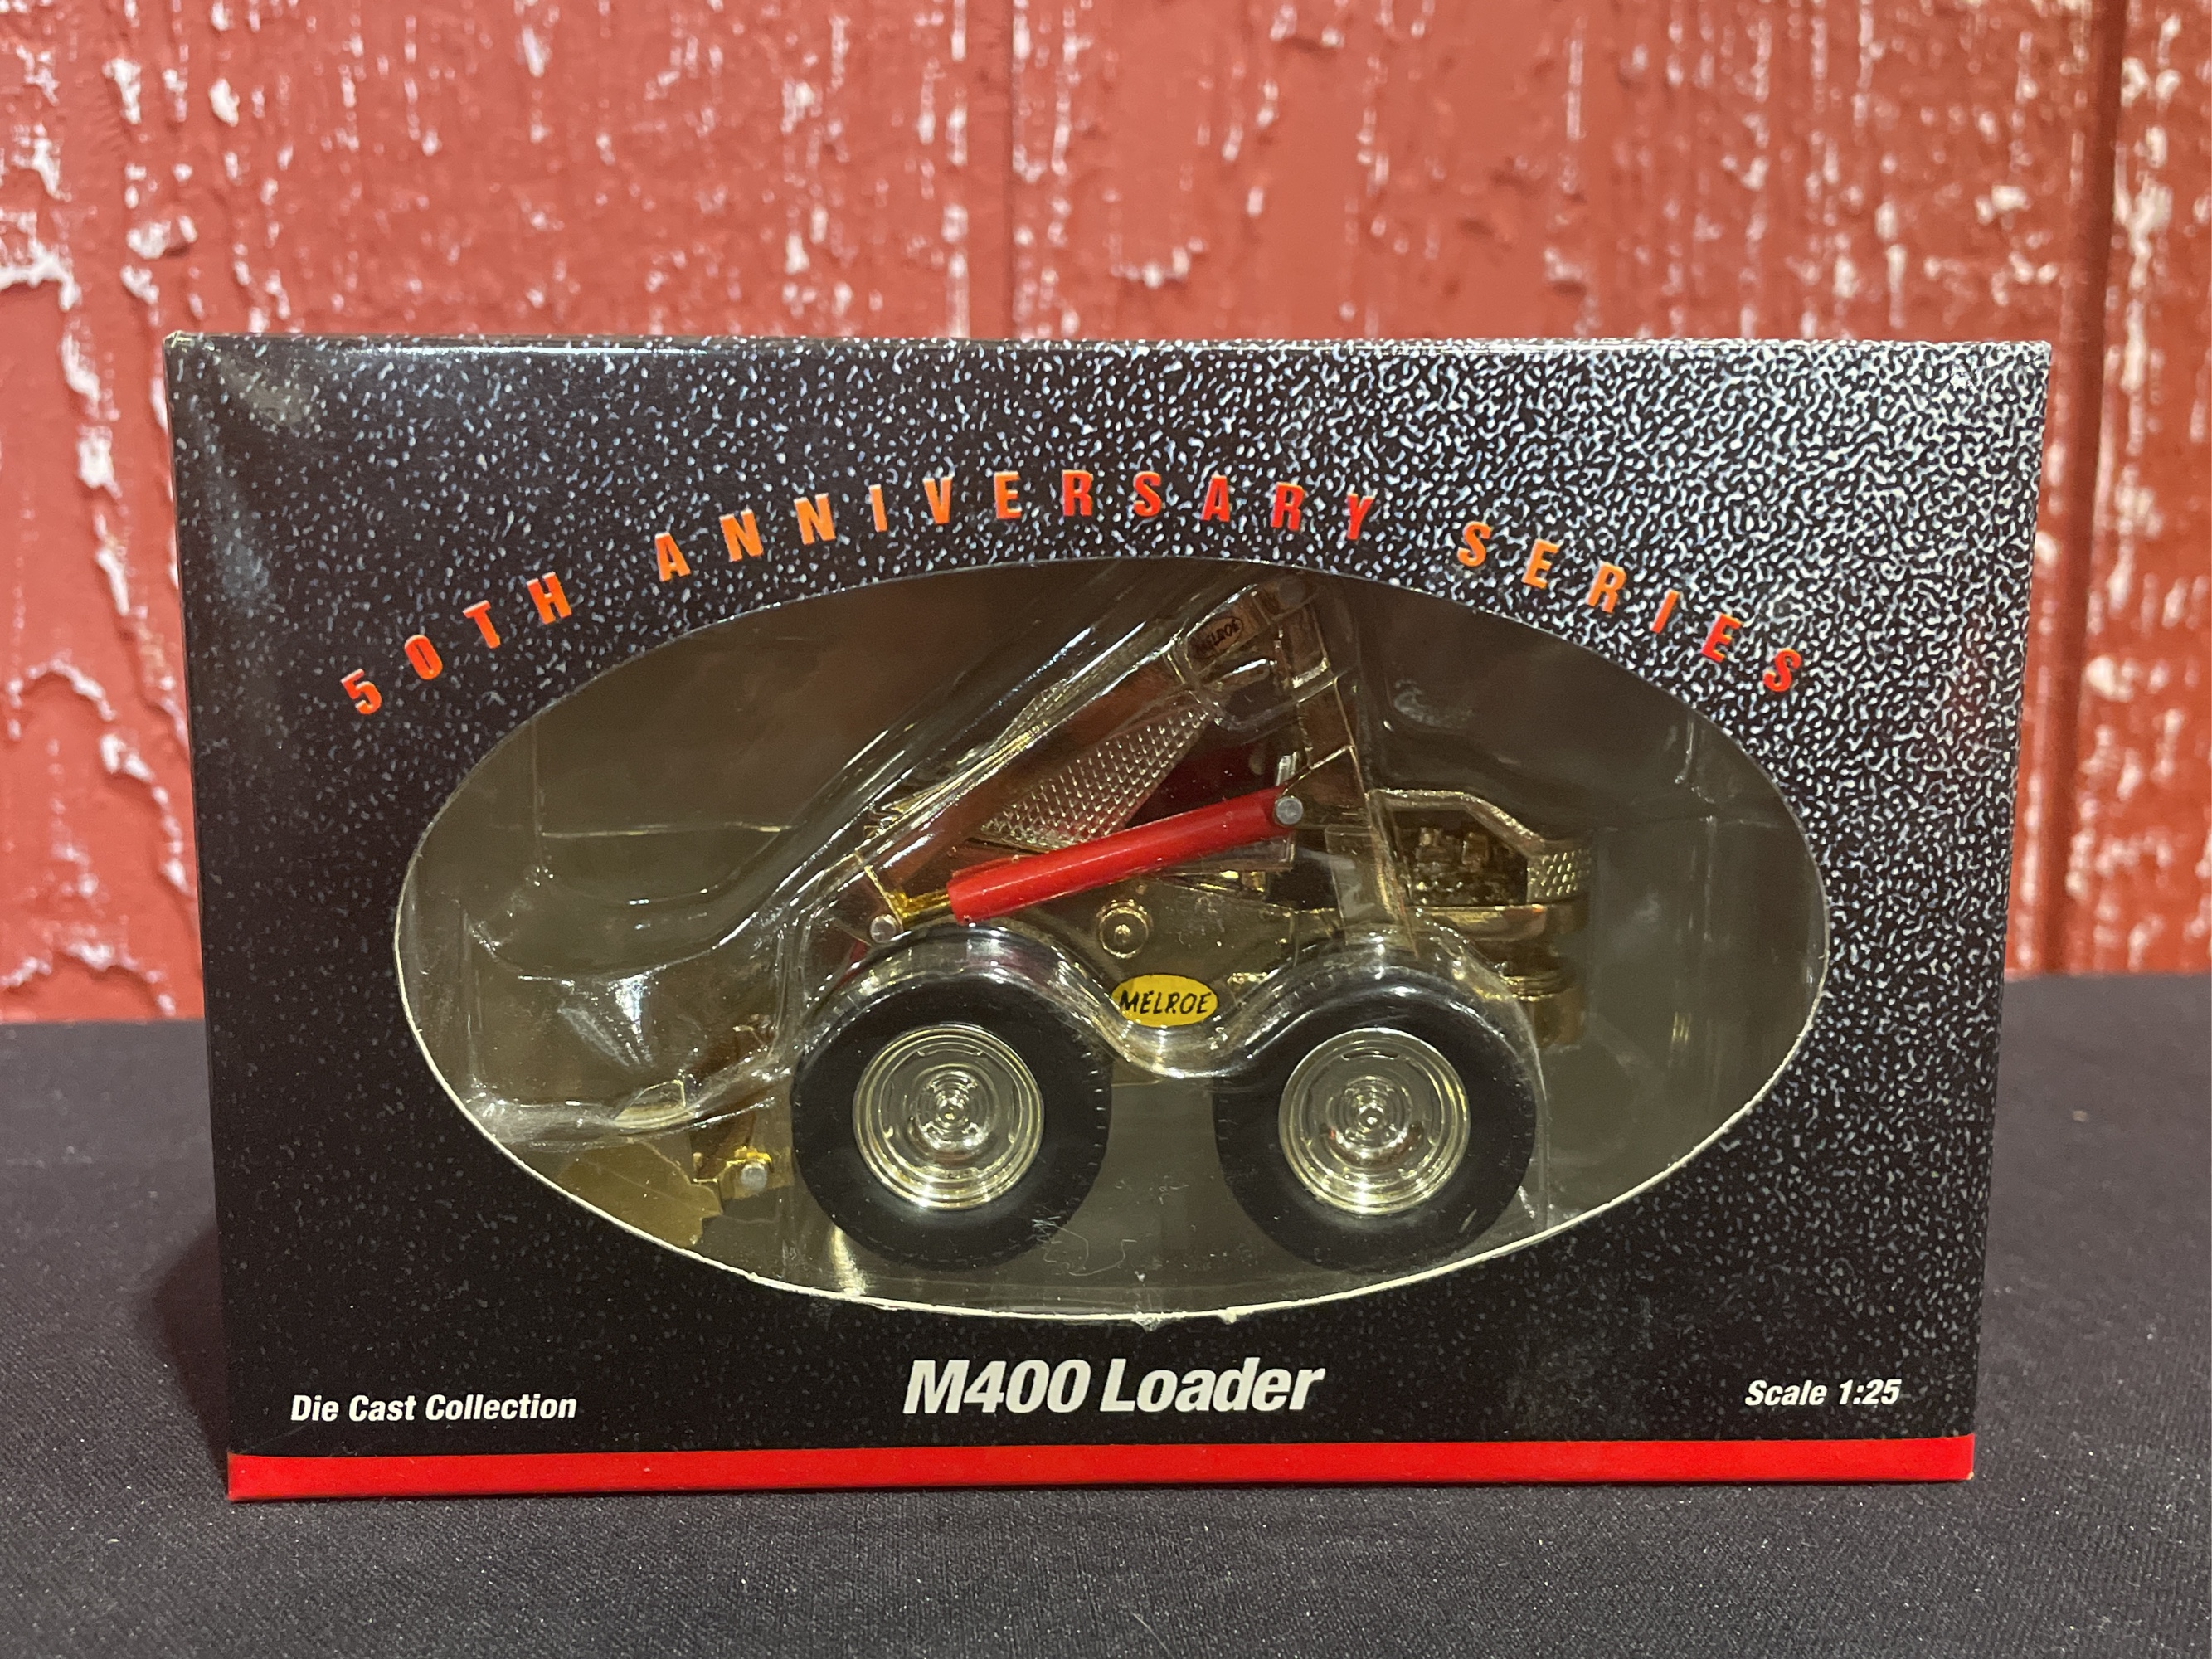 50TH ANNIVERSARY SERIES
MELROE
MELROE
Die Cast Collection
M400 Loader
Scale 1:25